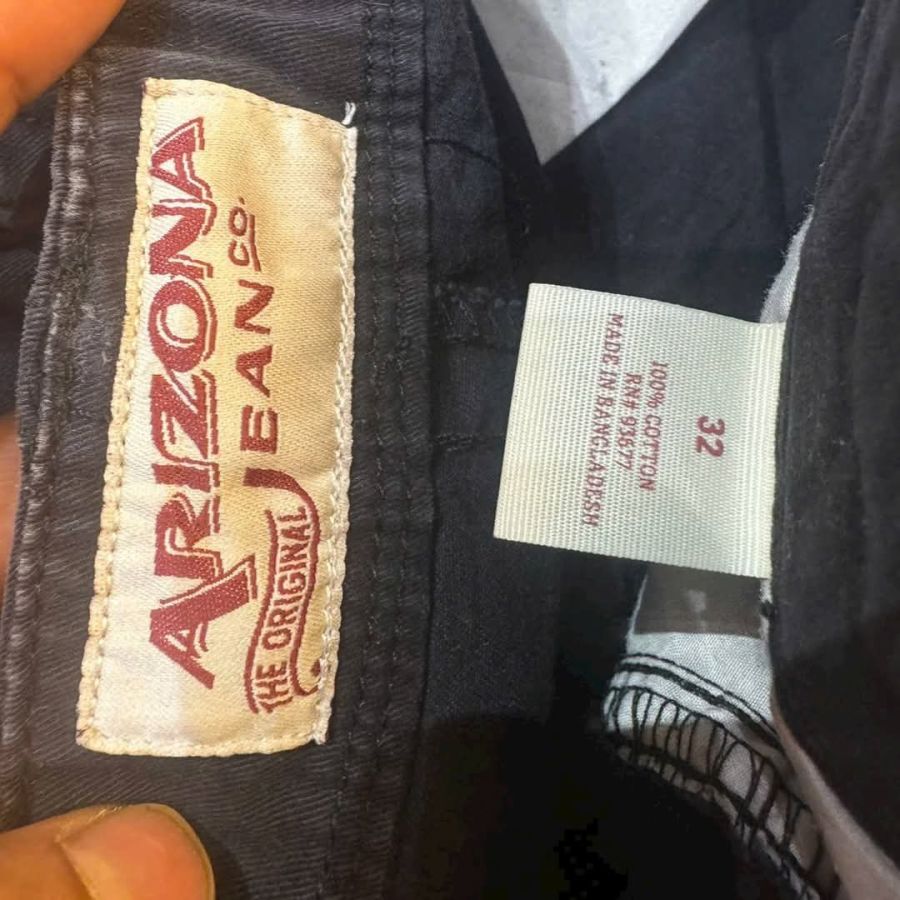 ARIZONA
JEAN CO.
THE ORIGINAL
32
100% COTTON
RN# 93677
MADE IN BANGLADESH